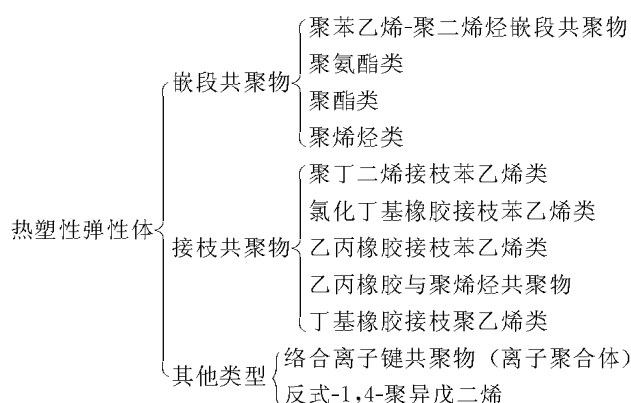 聚苯乙烯-聚二烯烃嵌段共聚物
嵌段共聚物
聚氨酯类
聚酯类
聚烯烃类
聚丁二烯接枝苯乙烯类
氯化丁基橡胶接枝苯乙烯类
热塑性弹性体
接枝共聚物
乙丙橡胶接枝苯乙烯类
乙丙橡胶与聚烯烃共聚物
丁基橡胶接枝聚乙烯类
其他类型
络合离子键共聚物（离子聚合体）
反式-1,4-聚异戊二烯